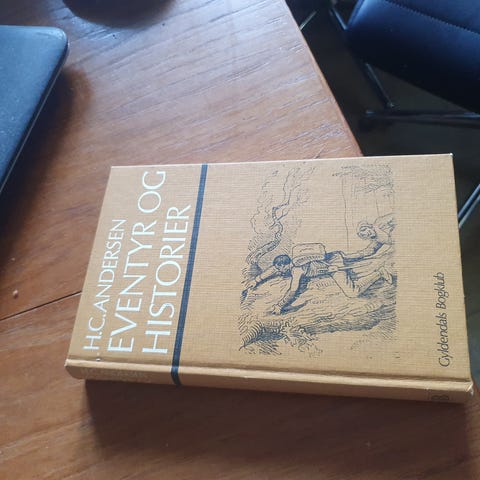 H.C. ANDERSEN
EVENTYR OG
HISTORIER
Gyldendals Bogklub